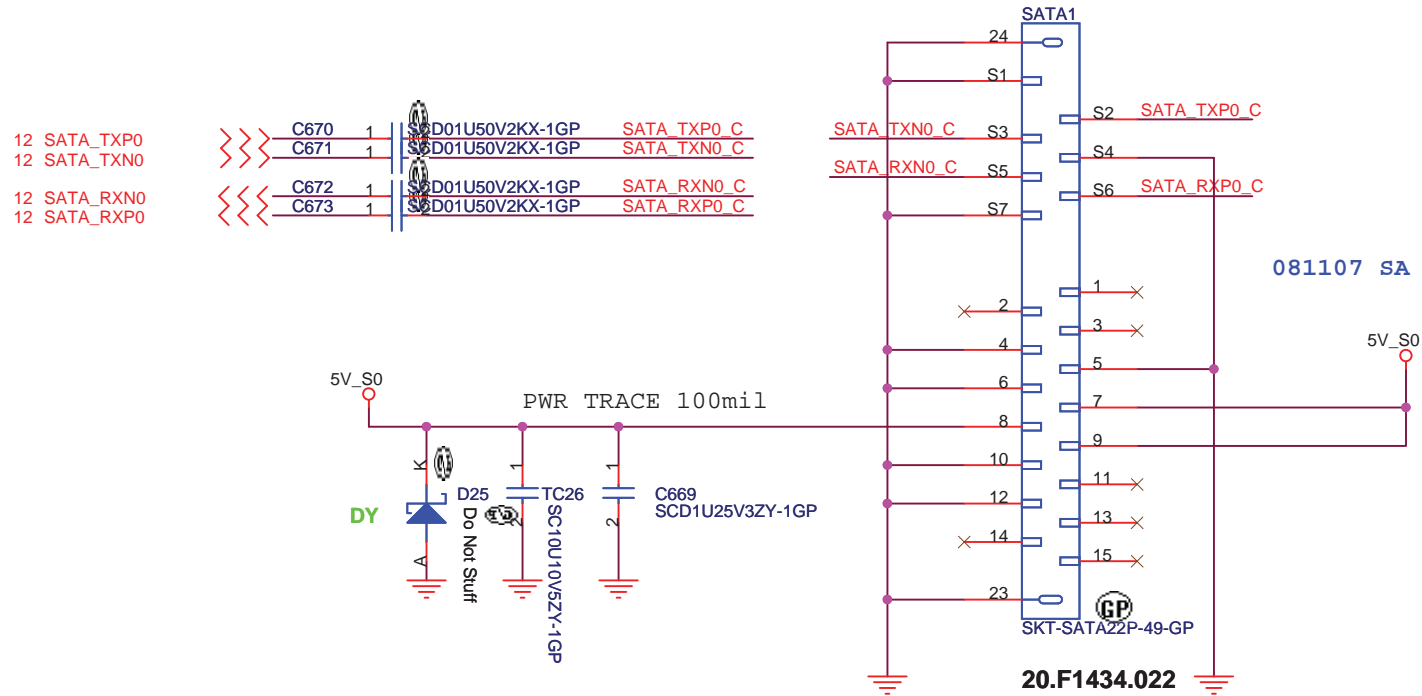 SATA1
24
S1
S2 SATA_TXP0_C
SATA_TXN0_C S3
S4
SATA_RXN0_C S5
S6 SATA_RXP0_C
S7
12 SATA_TXP0 C670 1 SCD01U50V2KX-1GP SATA_TXP0_C
12 SATA_TXN0 C671 1 SCD01U50V2KX-1GP SATA_TXN0_C
12 SATA_RXN0 C672 1 SCD01U50V2KX-1GP SATA_RXN0_C
12 SATA_RXP0 C673 1 SCD01U50V2KX-1GP SATA_RXP0_C
081107 SA
1
2
3
4
5
6
7
8
9
10
11
12
13
14
15
23
5V_S0
5V_S0
PWR TRACE 100mil
K
A
D25
DY
Do Not Stuff
1
2
TC26
SC10U10V5ZY-1GP
1
2
C669
SCD1U25V3ZY-1GP
GP
SKT-SATA22P-49-GP
20.F1434.022